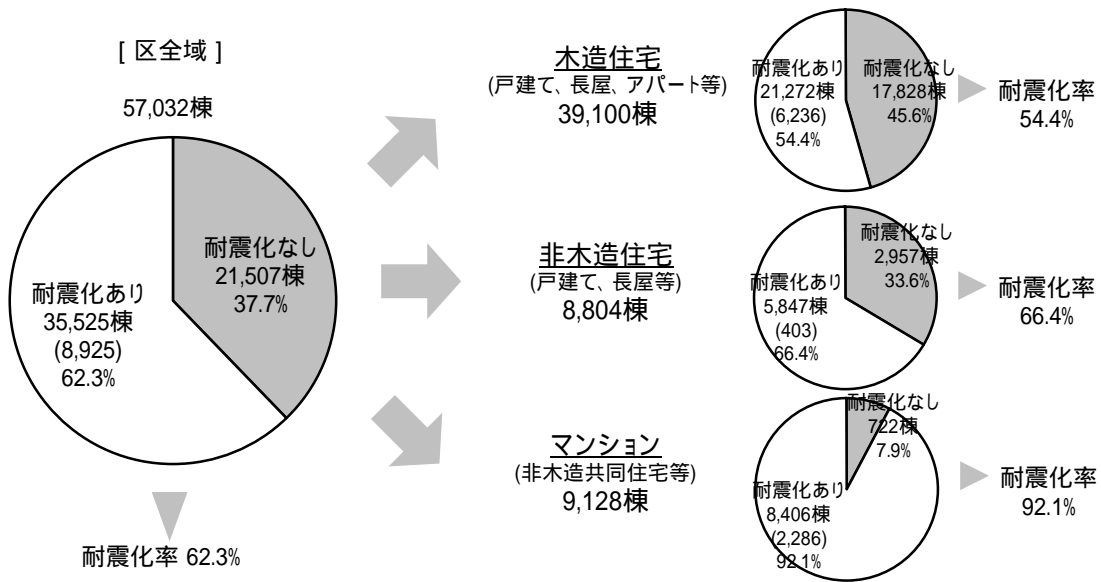 [ 区全域 ]
57,032棟
耐震化なし
21,507棟
37.7%
耐震化あり
35,525棟
(8,925)
62.3%
耐震化率 62.3%
木造住宅
(戸建て、長屋、アパート等)
39,100棟
耐震化あり
21,272棟
(6,236)
54.4%
耐震化なし
17,828棟
45.6%
耐震化率
54.4%
非木造住宅
(戸建て、長屋等)
8,804棟
耐震化なし
2,957棟
33.6%
耐震化あり
5,847棟
(403)
66.4%
耐震化率
66.4%
マンション
(非木造共同住宅等)
9,128棟
耐震化なし
722棟
7.9%
耐震化あり
8,406棟
(2,286)
92.1%
耐震化率
92.1%